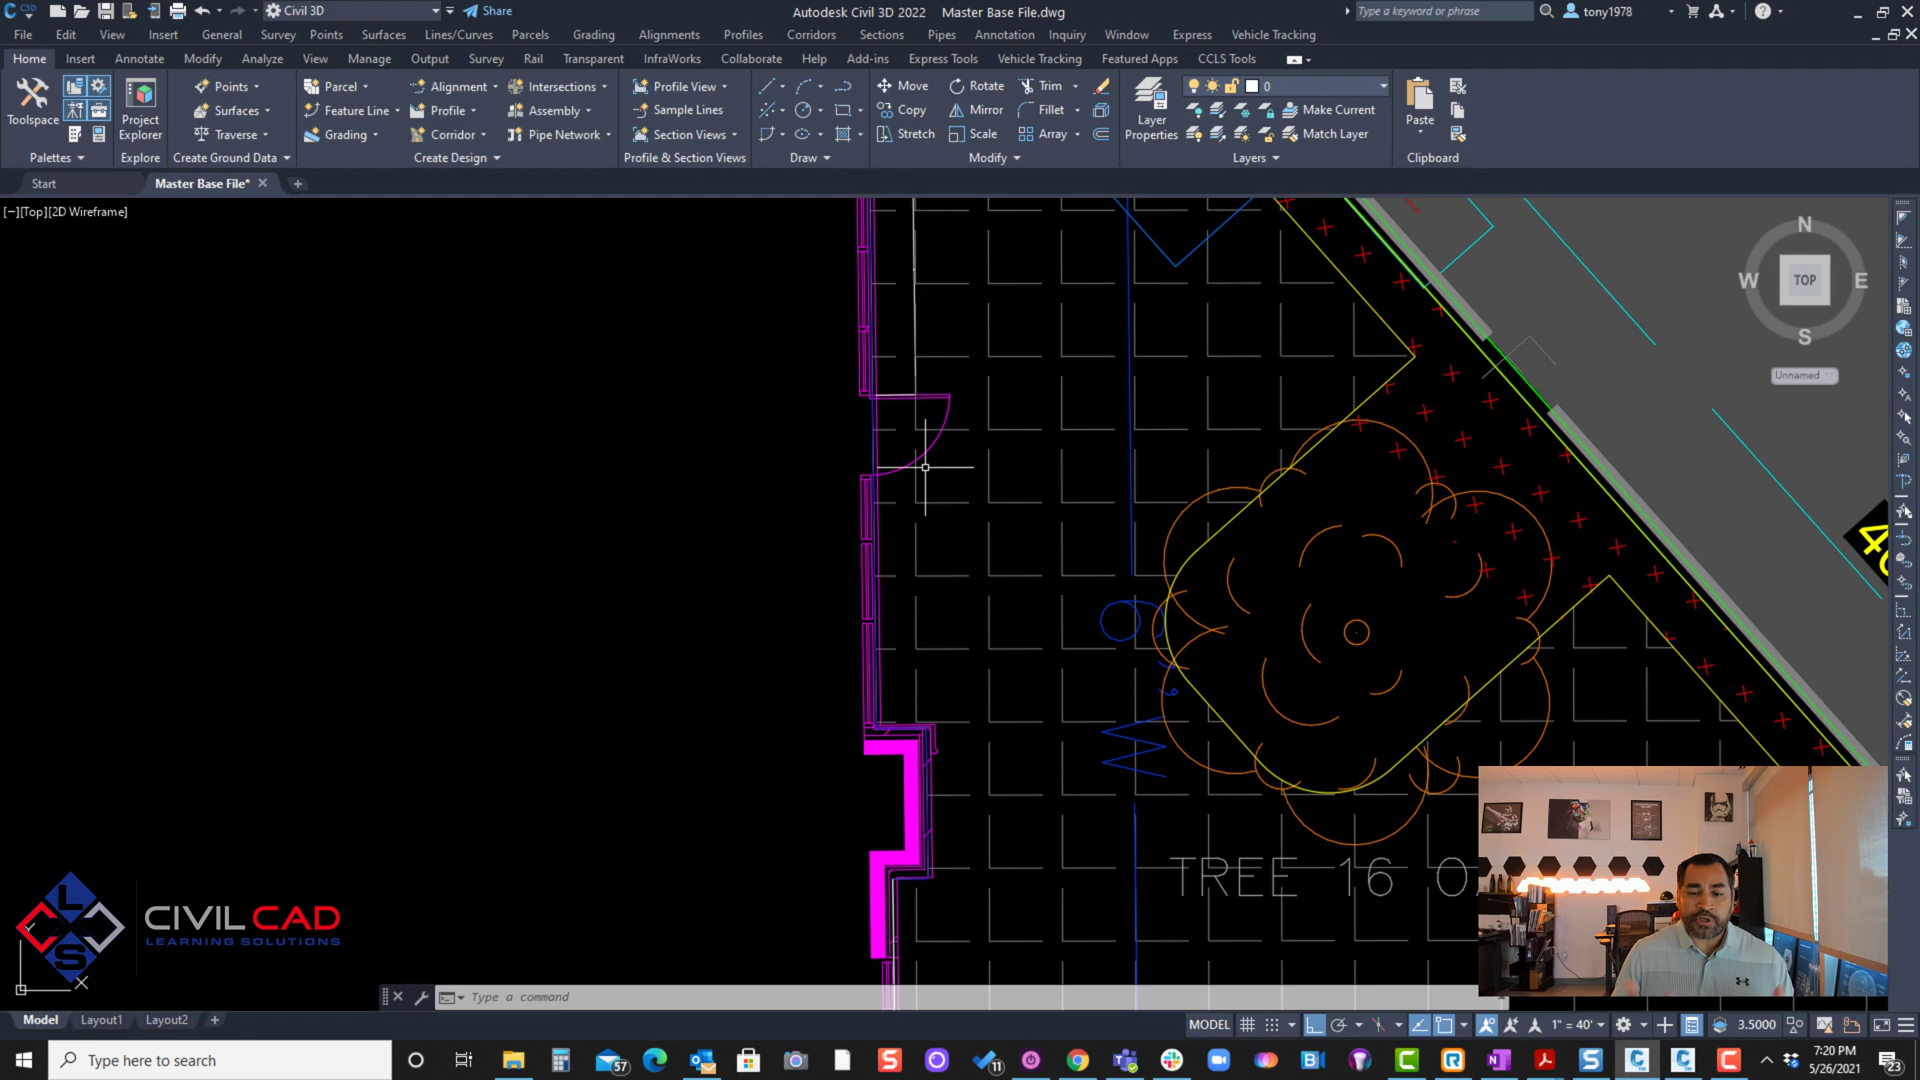 Civil 3D
Share
Autodesk Civil 3D 2022 Master Base File.dwg
Type a keyword or phrase
tony1978
File Edit View Insert General Survey Points Surfaces Lines/Curves Parcels Grading Alignments Profiles Corridors Sections Pipes Annotation Inquiry Window Express Vehicle Tracking
Home Insert Annotate Modify Analyze View Manage Output Survey Rail Transparent InfraWorks Collaborate Help Add-ins Express Tools Vehicle Tracking Featured Apps CCLS Tools
Points Parcel Alignment Intersections Profile View Move Rotate Trim 0
Toolspace Project Explorer Surfaces Feature Line Profile Assembly Sample Lines Copy Mirror Fillet Layer Properties Make Current Paste
Traverse Grading Corridor Pipe Network Section Views Stretch Scale Array Match Layer
Palettes Explore Create Ground Data Create Design Profile & Section Views Draw Modify Layers Clipboard
Start Master Base File*
[−][Top][2D Wireframe]
N
W TOP E
S
Unnamed
TREE 16 O
W
L
S
CIVILCAD
LEARNING SOLUTIONS
Y
X
Type a command
Model Layout1 Layout2
MODEL 1" = 40' 3.5000
Type here to search
57
11
7:20 PM
5/26/2021
23